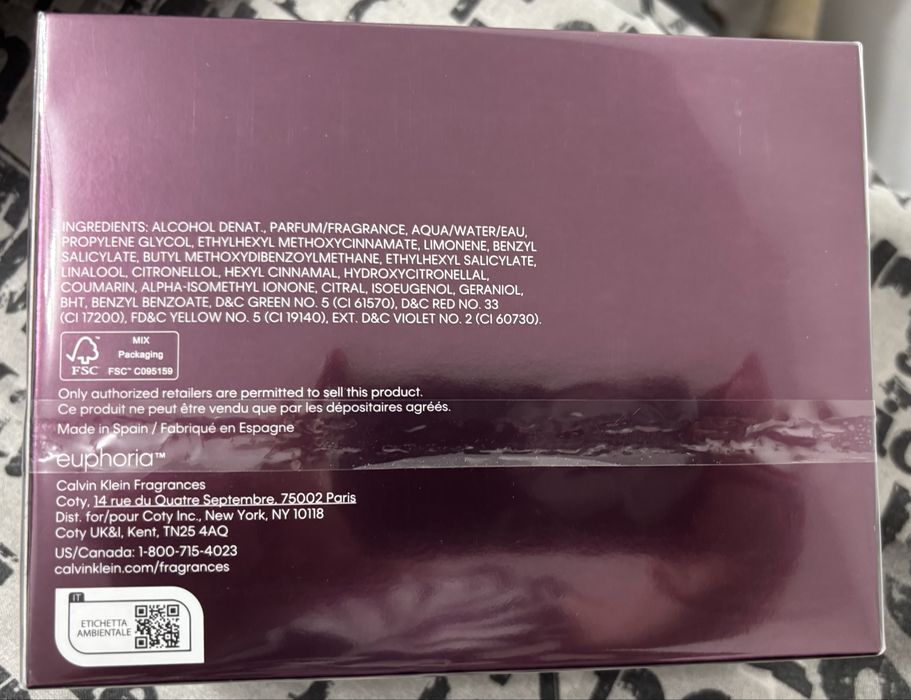 INGREDIENTS: ALCOHOL DENAT., PARFUM/FRAGRANCE, AQUA/WATER/EAU,
PROPYLENE GLYCOL, ETHYLHEXYL METHOXYCINNAMATE, LIMONENE, BENZYL
SALICYLATE, BUTYL METHOXYDIBENZOYLMETHANE, ETHYLHEXYL SALICYLATE,
LINALOOL, CITRONELLOL, HEXYL CINNAMAL, HYDROXYCITRONELLAL,
COUMARIN, ALPHA-ISOMETHYL IONONE, CITRAL, ISOEUGENOL, GERANIOL,
BHT, BENZYL BENZOATE, D&C GREEN NO. 5 (CI 61570), D&C RED NO. 33
(CI 17200), FD&C YELLOW NO. 5 (CI 19140), EXT. D&C VIOLET NO. 2 (CI 60730).
MIX
Packaging
FSC FSC™ C095159
Only authorized retailers are permitted to sell this product.
Ce produit ne peut être vendu que par les dépositaires agréés.
Made in Spain / Fabriqué en Espagne
euphoria™
Calvin Klein Fragrances
Coty, 14 rue du Quatre Septembre, 75002 Paris
Dist. for/pour Coty Inc., New York, NY 10118
Coty UK&I, Kent, TN25 4AQ
US/Canada: 1-800-715-4023
calvinklein.com/fragrances
IT
ETICHETTA
AMBIENTALE